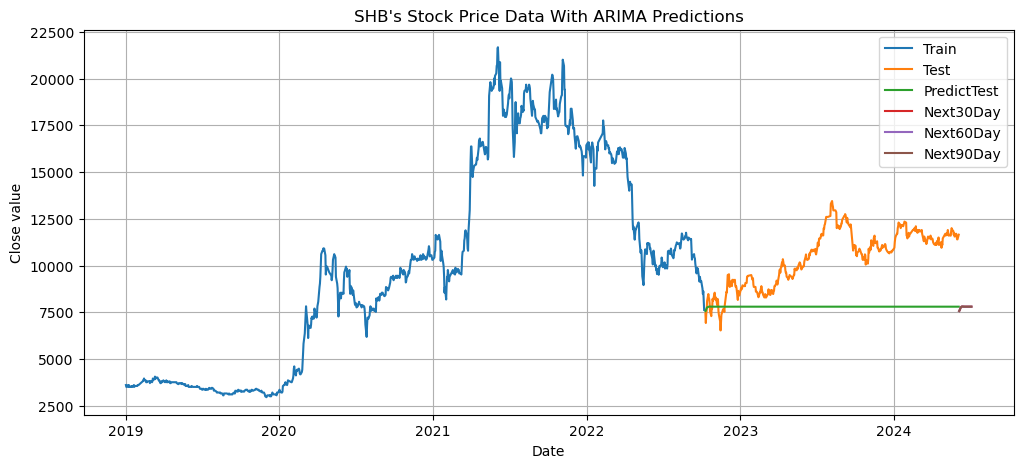 SHB's Stock Price Data With ARIMA Predictions
22500
20000
17500
15000
12500
10000
7500
5000
2500
Close value
Train
Test
PredictTest
Next30Day
Next60Day
Next90Day
2019 2020 2021 2022 2023 2024
Date